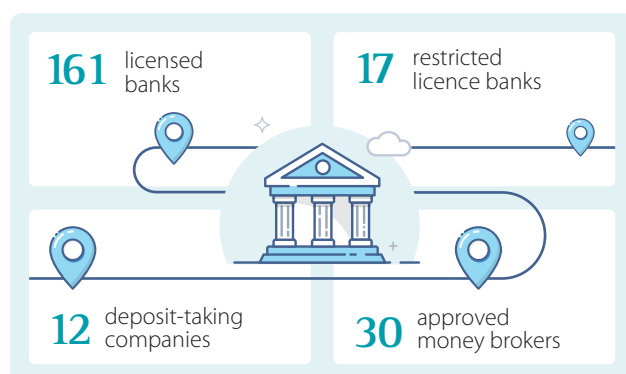 161 licensed
banks
17 restricted
licence banks
12 deposit-taking
companies
30 approved
money brokers